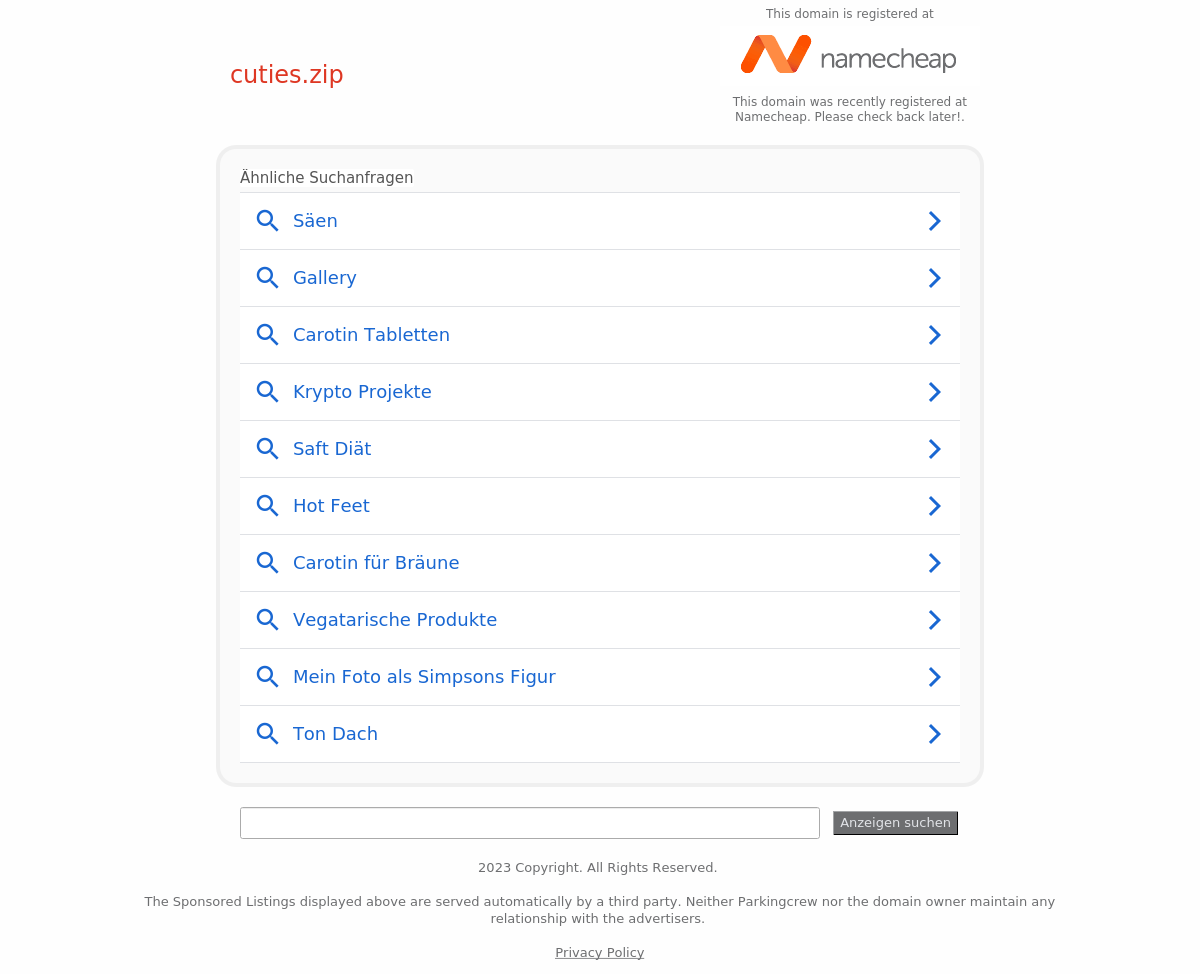 This domain is registered at
namecheap
cuties.zip
This domain was recently registered at
Namecheap. Please check back later!.
Ähnliche Suchanfragen
Säen
Gallery
Carotin Tabletten
Krypto Projekte
Saft Diät
Hot Feet
Carotin für Bräune
Vegatarische Produkte
Mein Foto als Simpsons Figur
Ton Dach
Anzeigen suchen
2023 Copyright. All Rights Reserved.
The Sponsored Listings displayed above are served automatically by a third party. Neither Parkingcrew nor the domain owner maintain any
relationship with the advertisers.
Privacy Policy